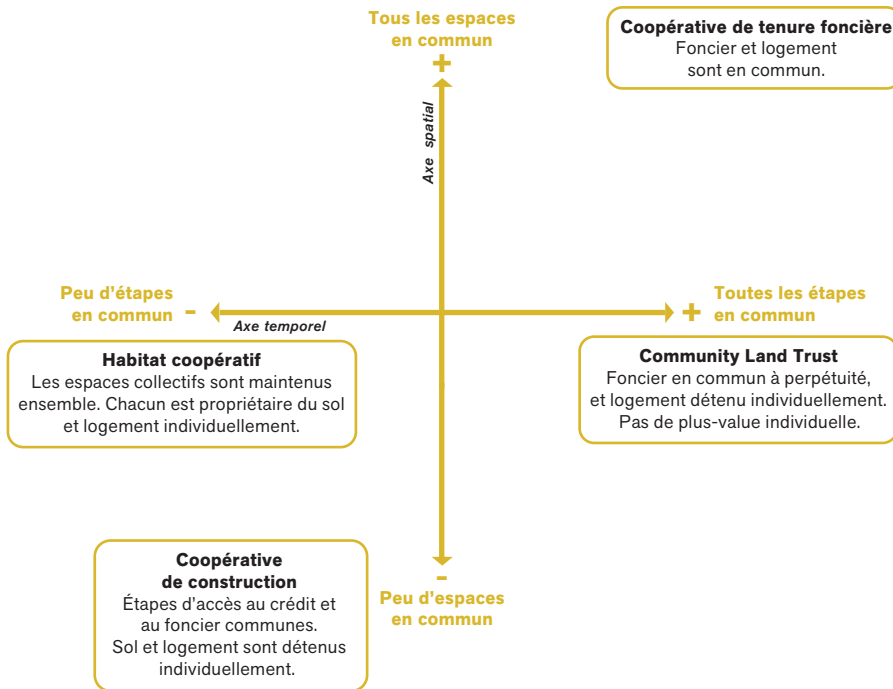 Tous les espaces
en commun
+
Coopérative de tenure foncière
Foncier et logement
sont en commun.
Axe spatial
Peu d'étapes
en commun -
Axe temporel
+ Toutes les étapes
en commun
Habitat coopératif
Les espaces collectifs sont maintenus
ensemble. Chacun est propriétaire du sol
et logement individuellement.
Community Land Trust
Foncier en commun à perpétuité,
et logement détenu individuellement.
Pas de plus-value individuelle.
Coopérative
de construction
Étapes d'accès au crédit et
au foncier communes.
Sol et logement sont détenus
individuellement.
-
Peu d'espaces
en commun